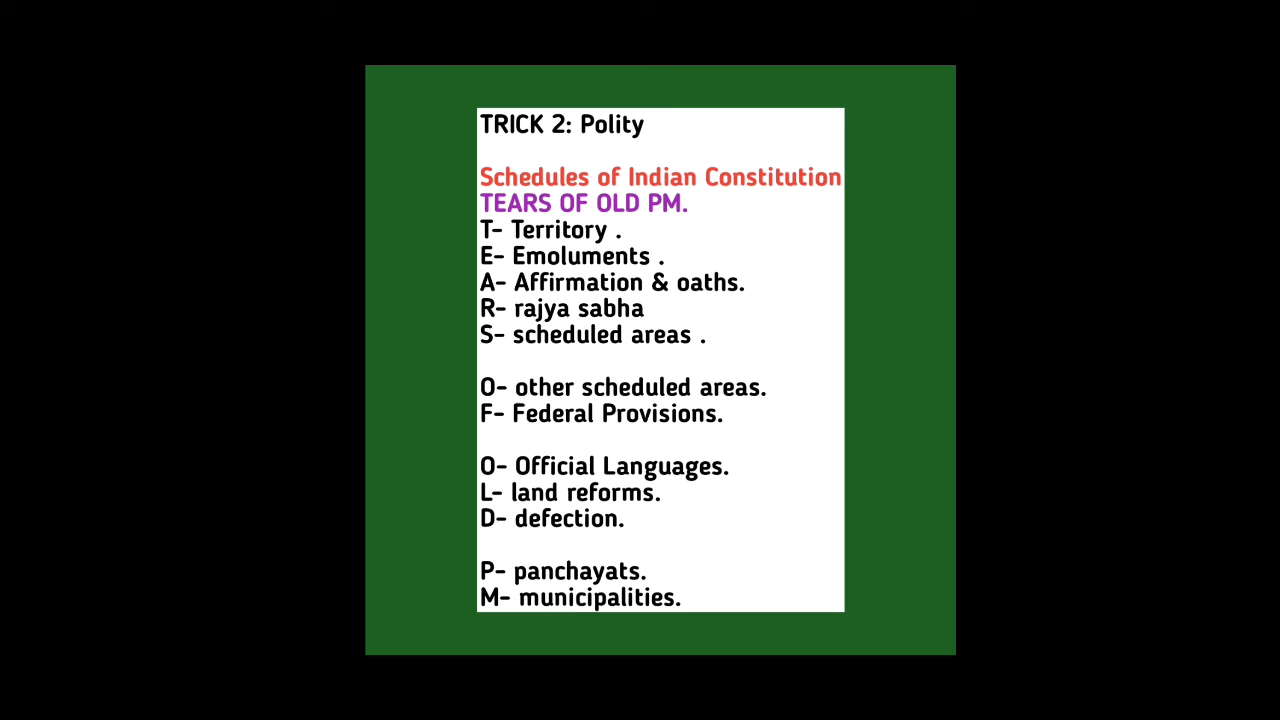 TRICK 2: Polity
Schedules of Indian Constitution
TEARS OF OLD PM.
T- Territory .
E- Emoluments .
A- Affirmation & oaths.
R- rajya sabha
S- scheduled areas .
O- other scheduled areas.
F- Federal Provisions.
O- Official Languages.
L- land reforms.
D- defection.
P- panchayats.
M- municipalities.